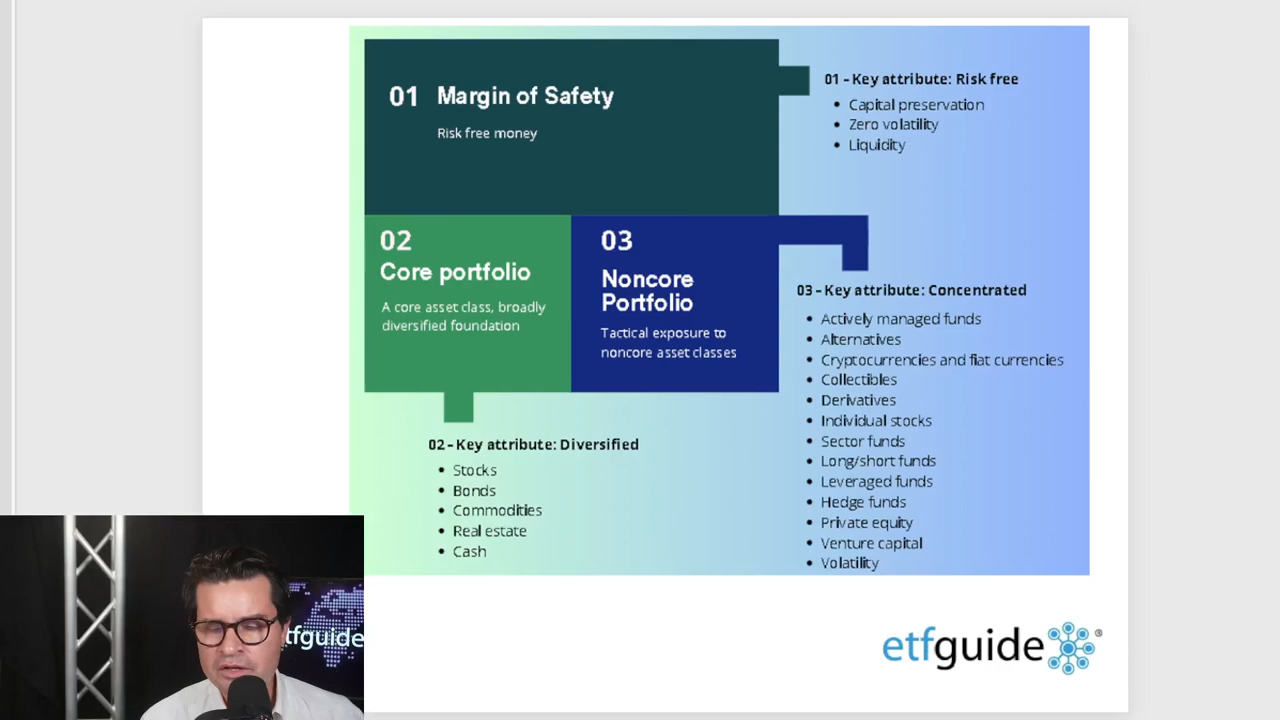 01 Margin of Safety
Risk free money
01 - Key attribute: Risk free
• Capital preservation
• Zero volatility
• Liquidity
02
Core portfolio
A core asset class, broadly
diversified foundation
03
Noncore
Portfolio
Tactical exposure to
noncore asset classes
03 - Key attribute: Concentrated
• Actively managed funds
• Alternatives
• Cryptocurrencies and fiat currencies
• Collectibles
• Derivatives
• Individual stocks
• Sector funds
• Long/short funds
• Leveraged funds
• Hedge funds
• Private equity
• Venture capital
• Volatility
02 - Key attribute: Diversified
• Stocks
• Bonds
• Commodities
• Real estate
• Cash
tfguide
etfguide®